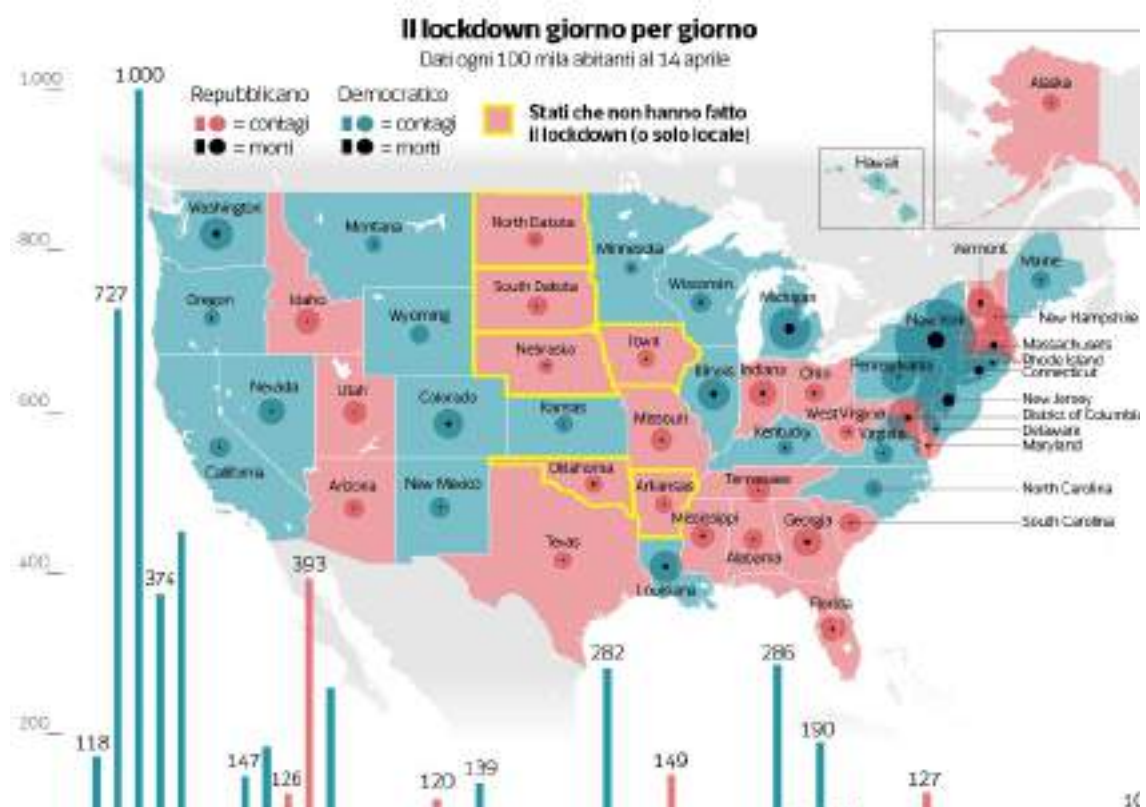 Il lockdown giorno per giorno
Dati ogni 100 mila abitanti al 14 aprile
1.000
1.000
Repubblicano
Democratico
= contagi
= contagi
= morti
= morti
Stati che non hanno fatto
il lockdown (o solo locale)
Alaska
Hawaii
Washington
Montana
North Dakota
Minnesota
800
Vermont
Maine
727
Oregon
Idaho
Wyoming
South Dakota
Wisconsin
Michigan
New York
New Hampshire
Massachusets
Rhode Island
Connecticut
Nebraska
Iowa
Illinois
Indiana
Ohio
Pennsylvania
New Jersey
District of Columbia
Delaware
Maryland
600
Nevada
Utah
Colorado
Kansas
Missouri
West Virginia
Kentucky
Virginia
California
Arizona
New Mexico
Oklahoma
Arkansas
Tennessee
North Carolina
South Carolina
Mississippi
Georgia
Alabama
Texas
Louisiana
Florida
400
374
393
282
286
200
118
147
126
120
139
149
190
127
10